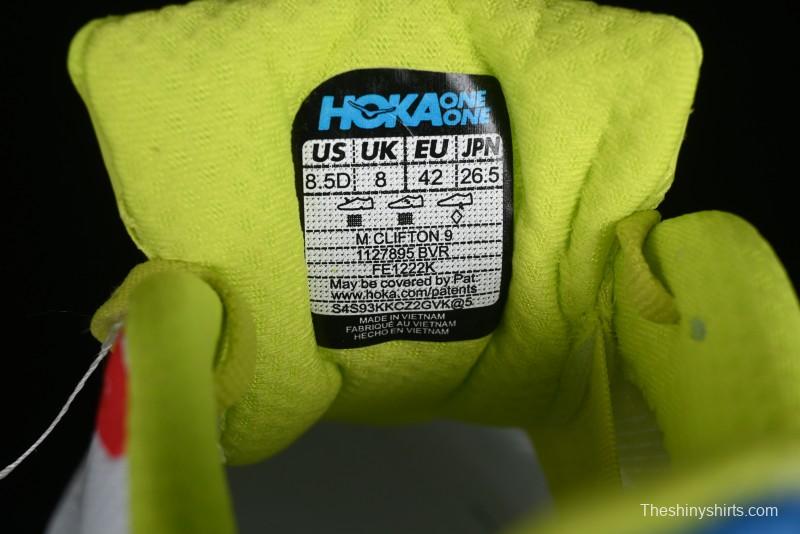 HOKA ONE ONE
US UK EU JPN
8.5D 8 42 26.5
M CLIFTON 9
1127895 BVR
FE1222K
May be covered by Pat.
www.hoka.com/patents
S4S93KKCZ2GVK@5
MADE IN VIETNAM
FABRIQUÉ AU VIETNAM
HECHO EN VIETNAM
Theshinyshirts.com